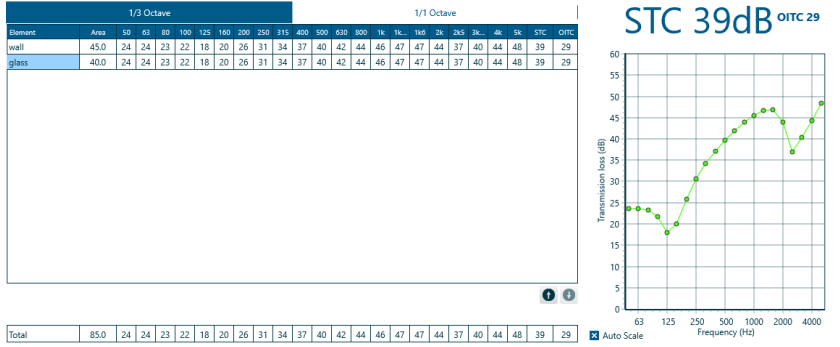 1/3 Octave 1/1 Octave
Element Area 50 63 80 100 125 160 200 250 315 400 500 630 800 1k 1k... 1k6 2k 2k5 3k... 4k 5k STC OITC
wall 45.0 24 24 23 22 18 20 26 31 34 37 40 42 44 46 47 47 44 37 40 44 48 39 29
glass 40.0 24 24 23 22 18 20 26 31 34 37 40 42 44 46 47 47 44 37 40 44 48 39 29
Total 85.0 24 24 23 22 18 20 26 31 34 37 40 42 44 46 47 47 44 37 40 44 48 39 29
STC 39dB OITC 29
Transmission loss (dB)
60
55
50
45
40
35
30
25
20
15
10
5
0
63 125 250 500 1000 2000 4000
Frequency (Hz)
Auto Scale